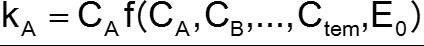 k_A = C_A f(C_A,C_B,...,C_tem,E_0)